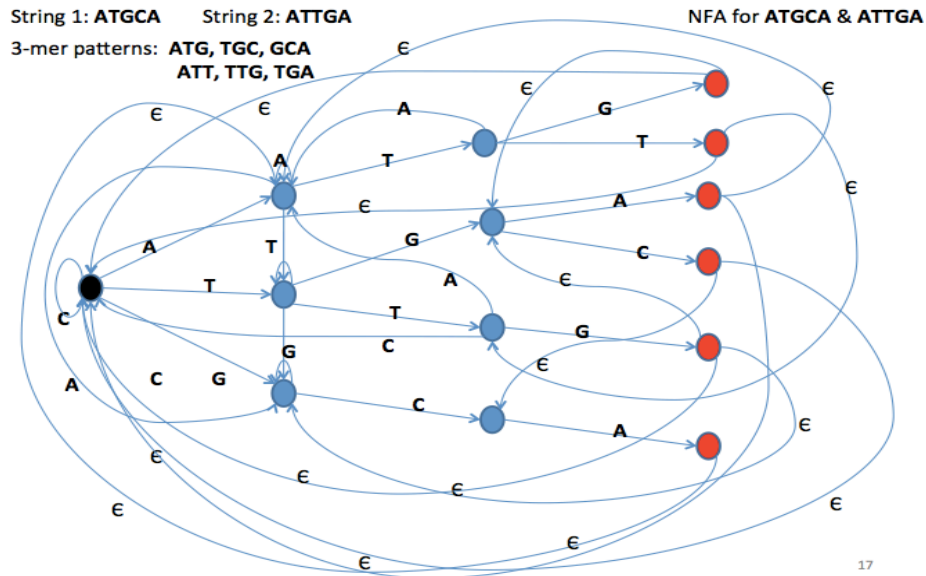 String 1: ATGCA String 2: ATTGA NFA for ATGCA & ATTGA
3-mer patterns: ATG, TGC, GCA
ATT, TTG, TGA
Є
Є
Є
Є
Є
A
G
T
A
T
Є
A
Є
A
T
G
C
T
A
Є
C
T
G
C
G
Є
A
C
G
C
A
Є
Є
Є
Є
Є
Є
Є
Є
17